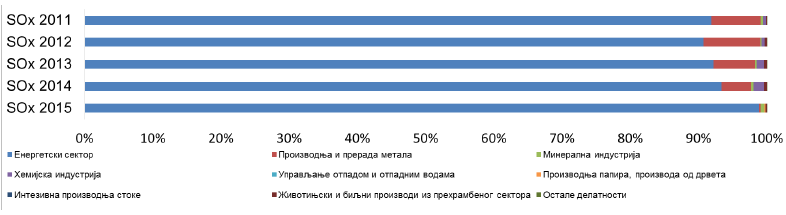 SOx 2011
SOx 2012
SOx 2013
SOx 2014
SOx 2015
0% 10% 20% 30% 40% 50% 60% 70% 80% 90% 100%
Енергетски сектор Производња и прерада метала Минерална индустрија
Хемијска индустрија Управљање отпадом и отпадним водама Производња папира, производа од дрвета
Интезивна производња стоке Животињски и биљни производи из прехрамбеног сектора Остале делатности